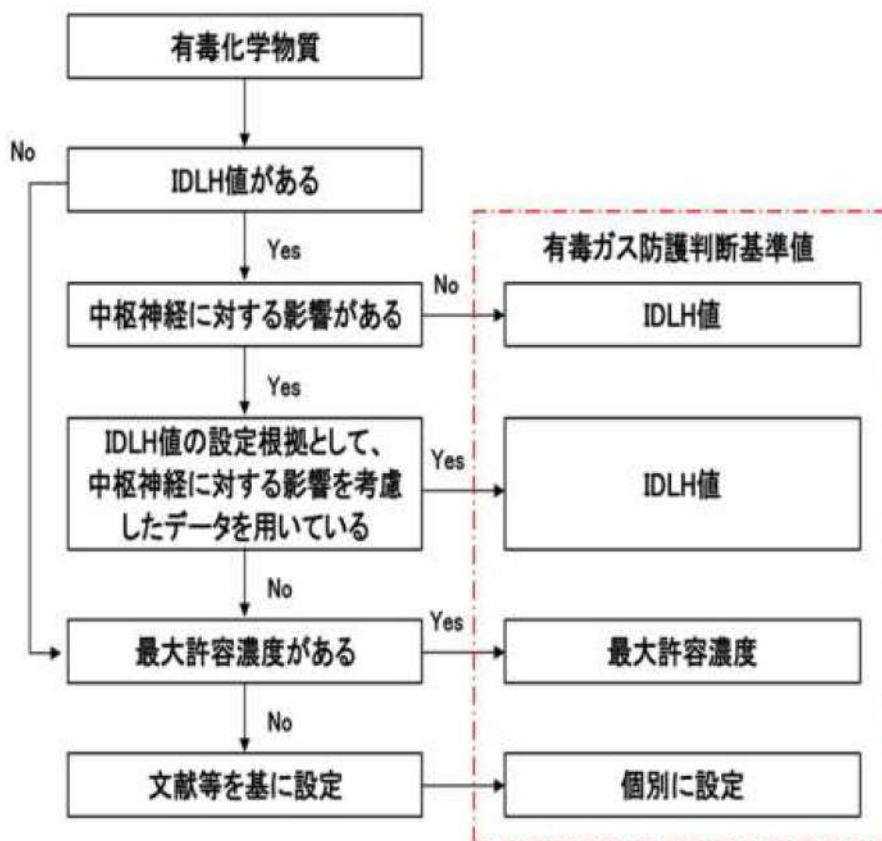 有毒化学物質
No
IDLH値がある
Yes
有毒ガス防護判断基準値
中枢神経に対する影響がある
No
IDLH値
Yes
IDLH値の設定根拠として、
中枢神経に対する影響を考慮
したデータを用いている
Yes
IDLH値
No
最大許容濃度がある
Yes
最大許容濃度
No
文献等を基に設定
個別に設定